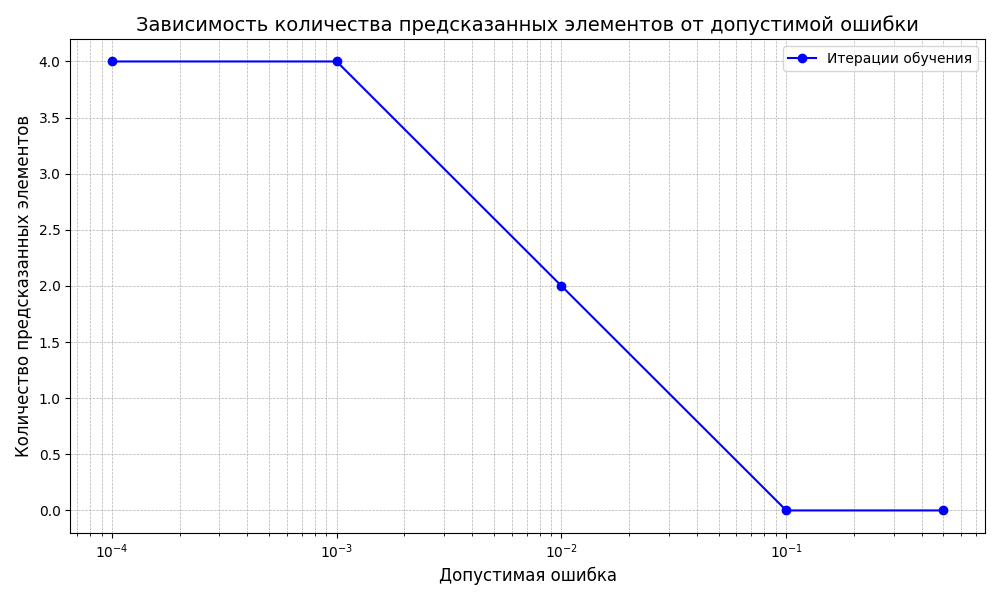 Зависимость количества предсказанных элементов от допустимой ошибки
Итерации обучения
Количество предсказанных элементов
4.0
3.5
3.0
2.5
2.0
1.5
1.0
0.5
0.0
10⁻⁴ 10⁻³ 10⁻² 10⁻¹
Допустимая ошибка